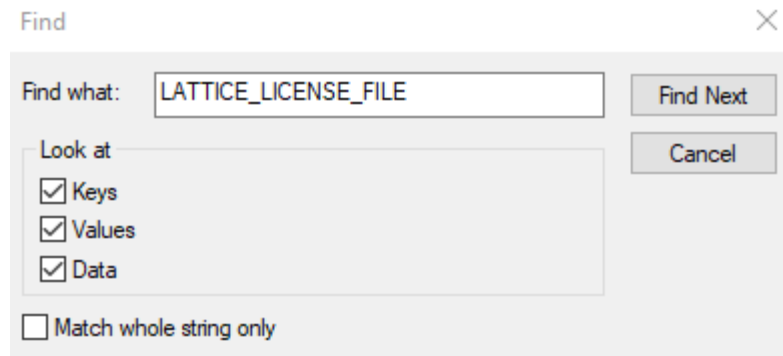 Find
Find what: LATTICE_LICENSE_FILE Find Next
Look at Cancel
Keys
Values
Data
Match whole string only